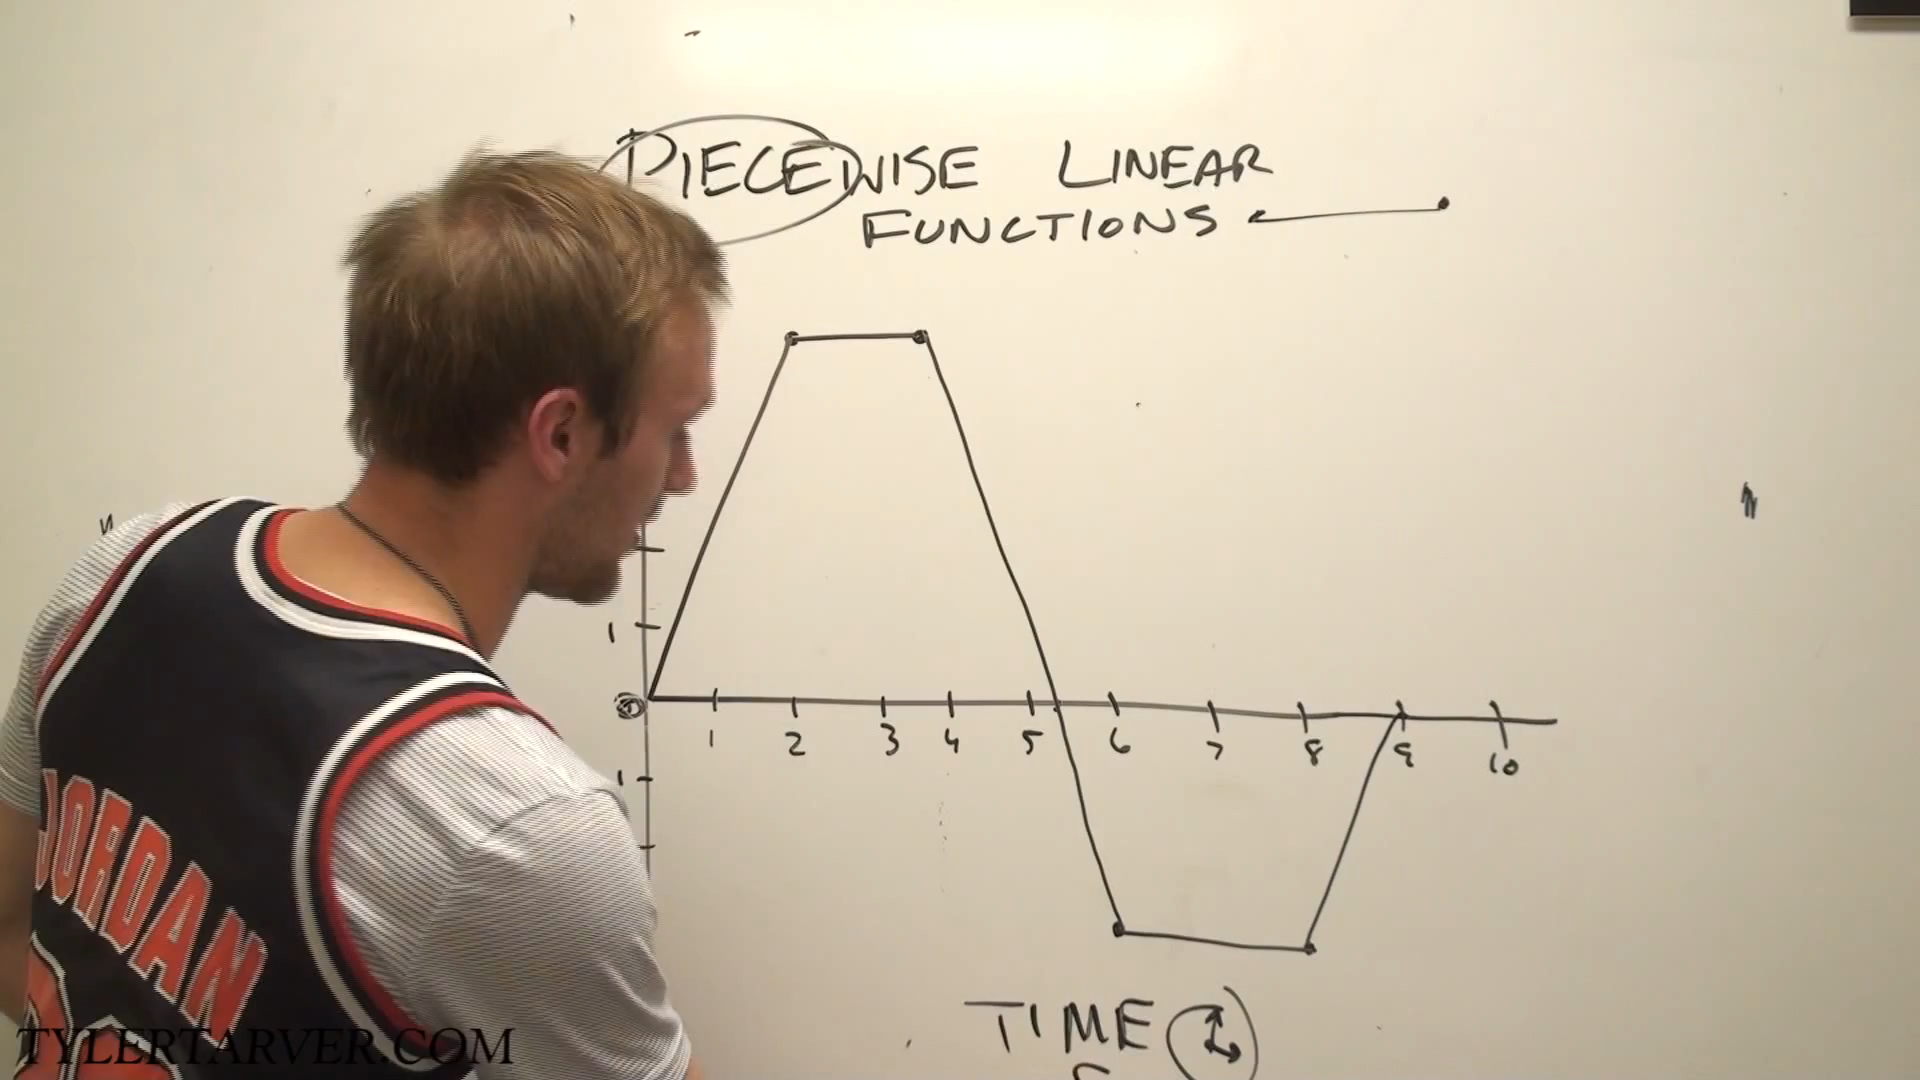 PIECEWISE LINEAR
FUNCTIONS
1
0
1 2 3 4 5 6 7 8 9 10
1
JORDAN
TIME
TYLERTARVER.COM